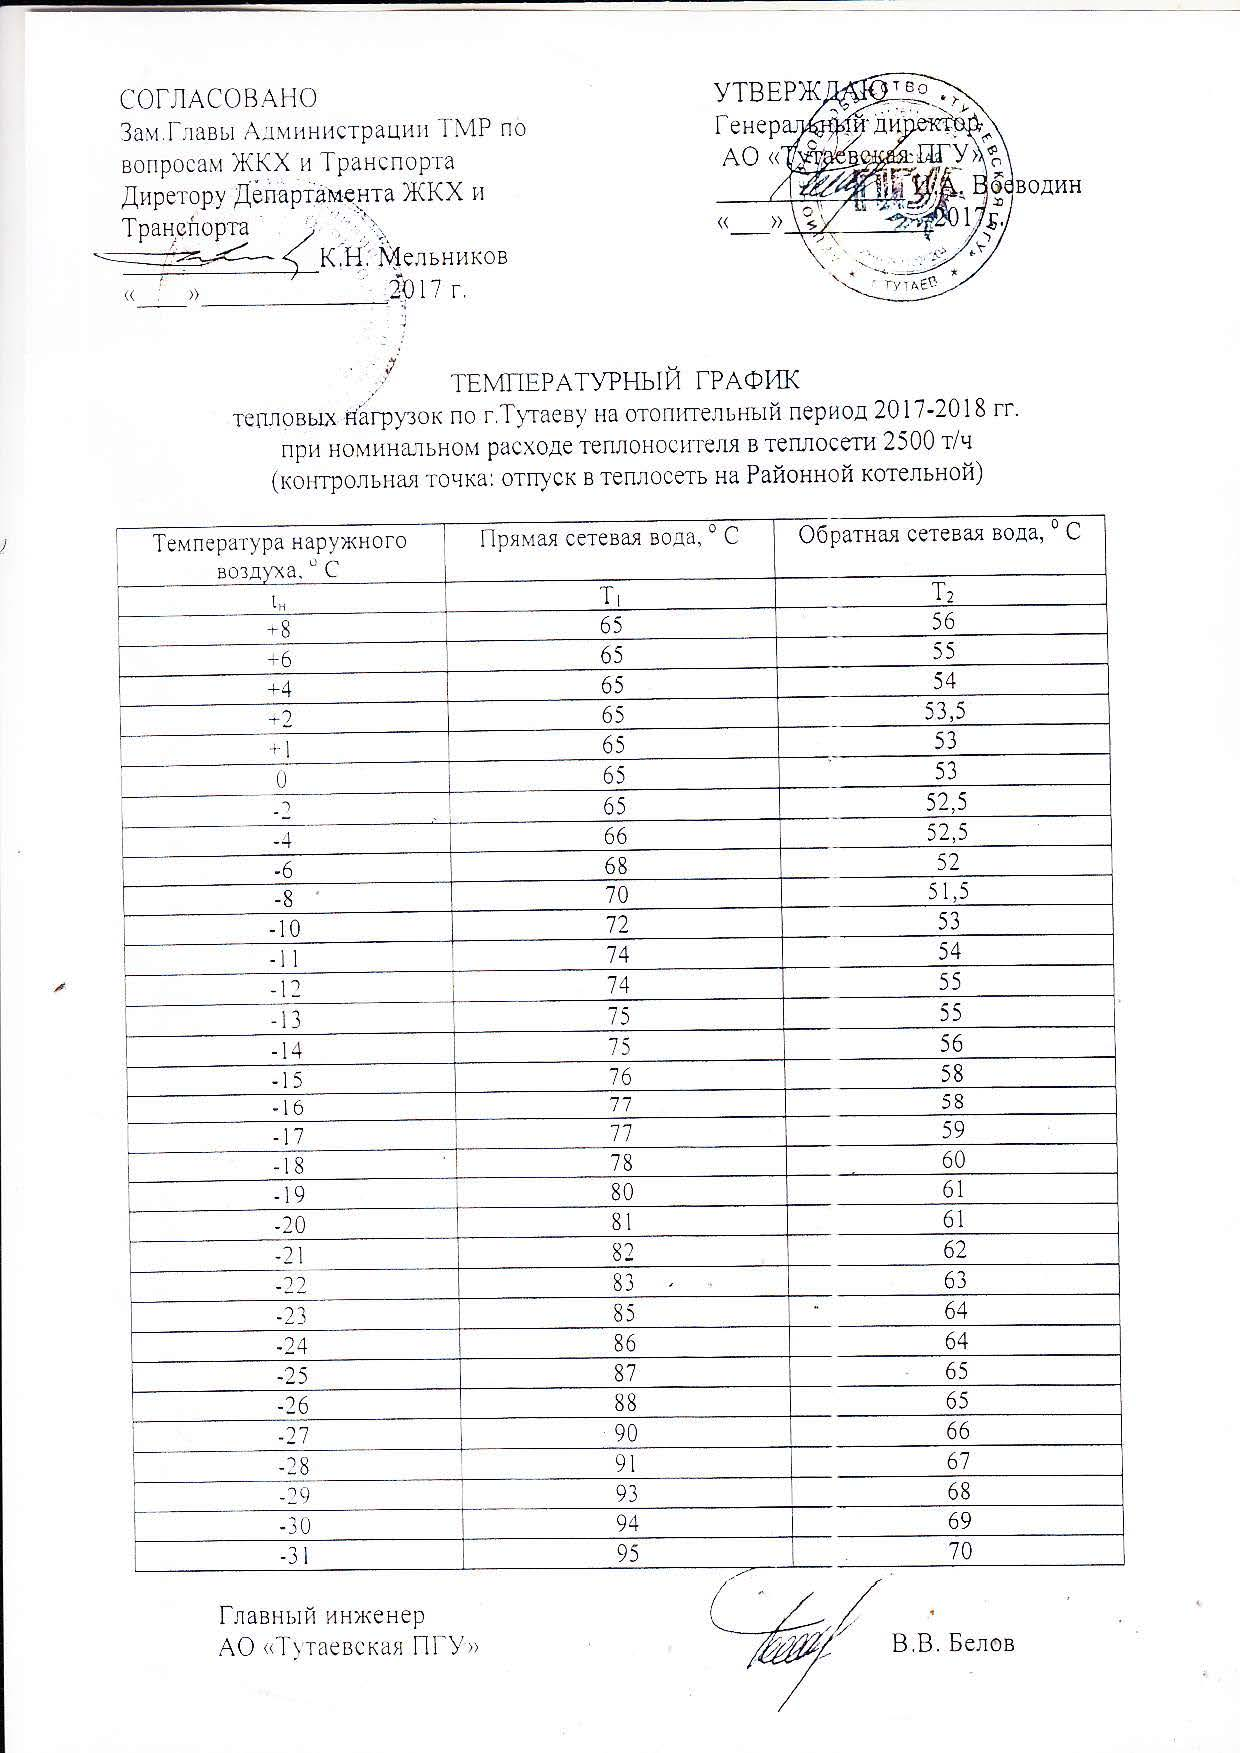 СОГЛАСОВАНО
Зам.Главы Администрации ТМР по
вопросам ЖКХ и Транспорта
Диретору Департамента ЖКХ и
Транспорта
К.Н. Мельников
«____»______________2017 г.
УТВЕРЖДАЮ
Генеральный директор
АО «Тутаевская ПГУ»
И.А. Воеводин
«___»___________2017г.
Г. ТУТАЕВ
ТЕМПЕРАТУРНЫЙ ГРАФИК
тепловых нагрузок по г.Тутаеву на отопительный период 2017-2018 гг.
при номинальном расходе теплоносителя в теплосети 2500 т/ч
(контрольная точка: отпуск в теплосеть на Районной котельной)
Температура наружного воздуха, ° С Прямая сетевая вода, ° С Обратная сетевая вода, ° С
tн T1 T2
+8 65 56
+6 65 55
+4 65 54
+2 65 53,5
+1 65 53
0 65 53
-2 65 52,5
-4 66 52,5
-6 68 52
-8 70 51,5
-10 72 53
-11 74 54
-12 74 55
-13 75 55
-14 75 56
-15 76 58
-16 77 58
-17 77 59
-18 78 60
-19 80 61
-20 81 61
-21 82 62
-22 83 63
-23 85 64
-24 86 64
-25 87 65
-26 88 65
-27 90 66
-28 91 67
-29 93 68
-30 94 69
-31 95 70
Главный инженер
АО «Тутаевская ПГУ» В.В. Белов